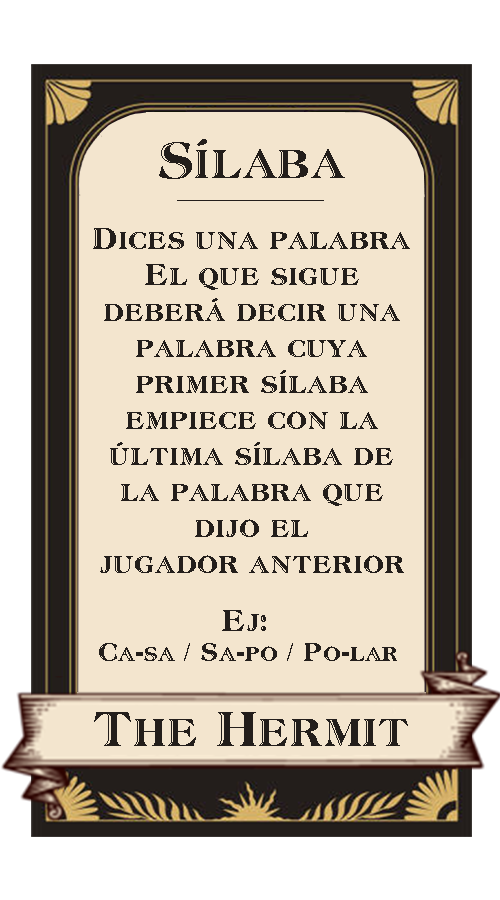 Sílaba
Dices una palabra
El que sigue
deberá decir una
palabra cuya
primer sílaba
empiece con la
última sílaba de
la palabra que
dijo el
jugador anterior
Ej:
Ca-sa / Sa-po / Po-lar
The Hermit